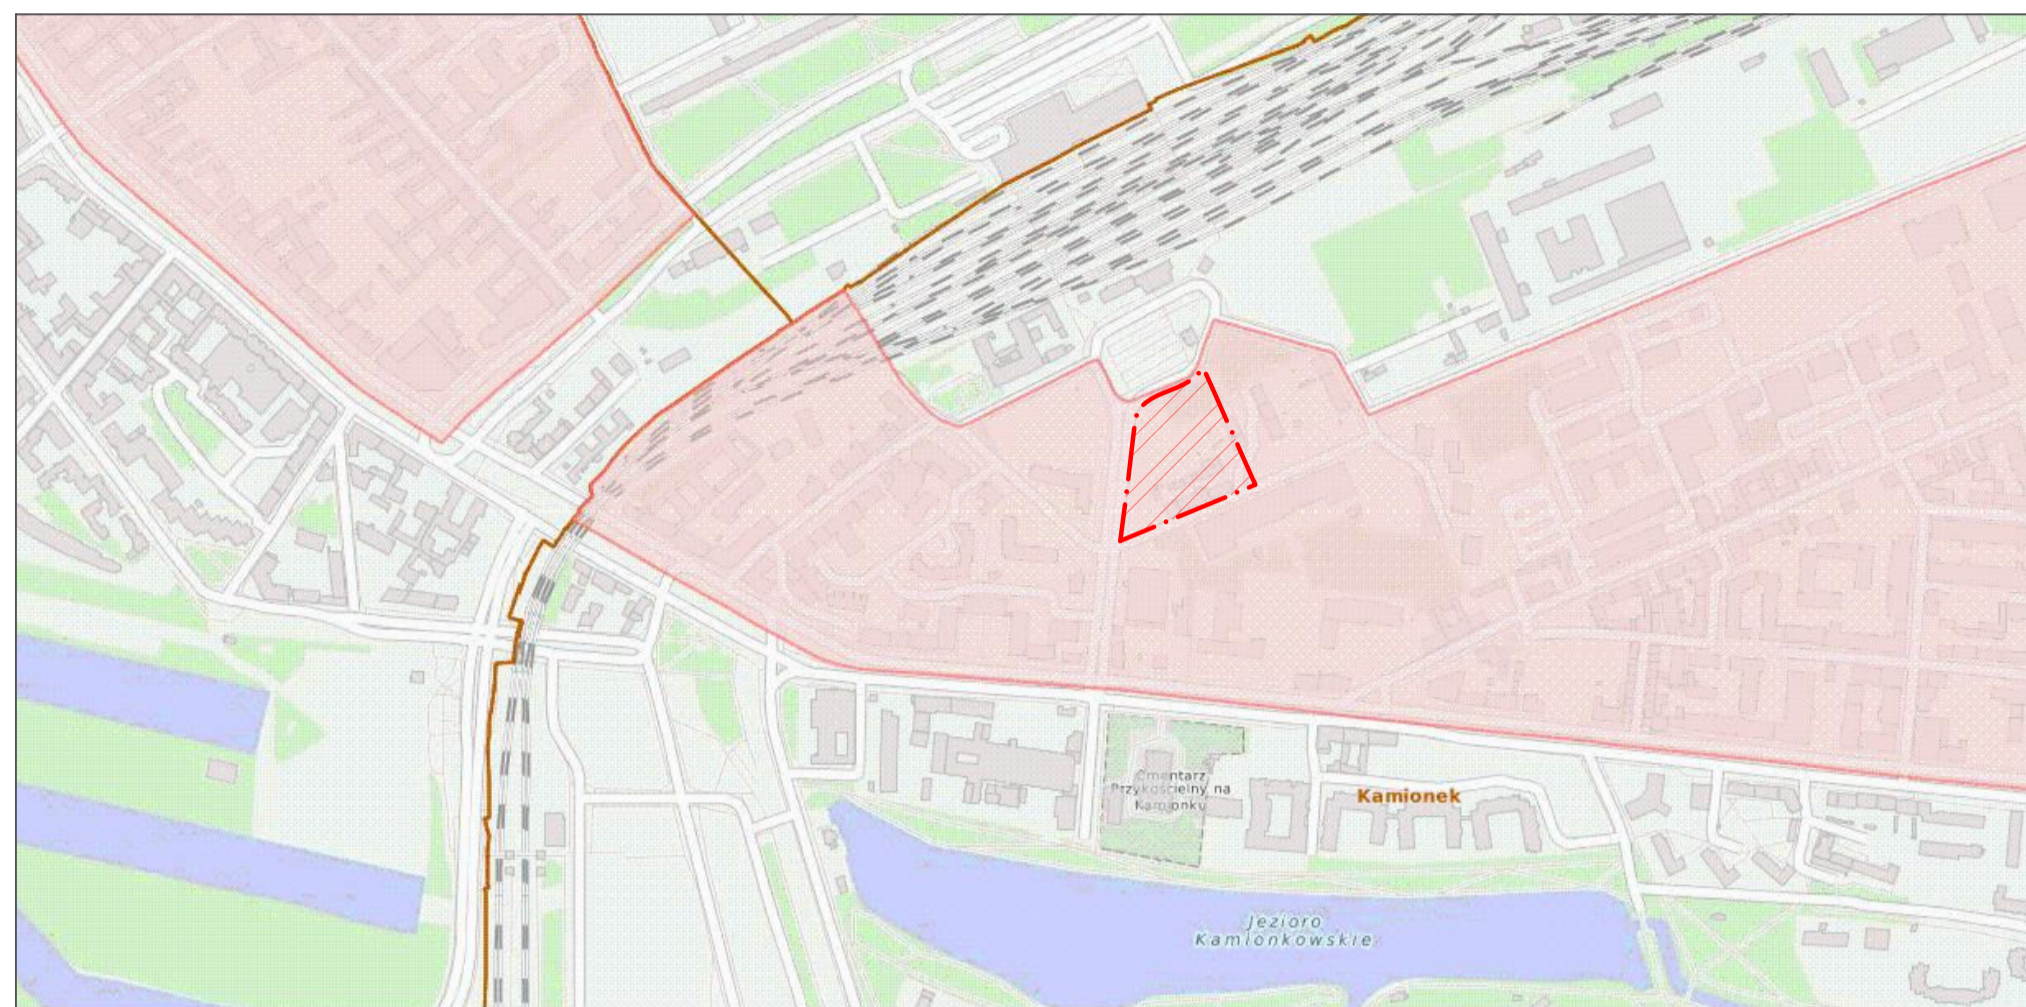 Cmentarz
Przykościelny na
Kamionku
Kamionek
Jezioro
Kamionkowskie